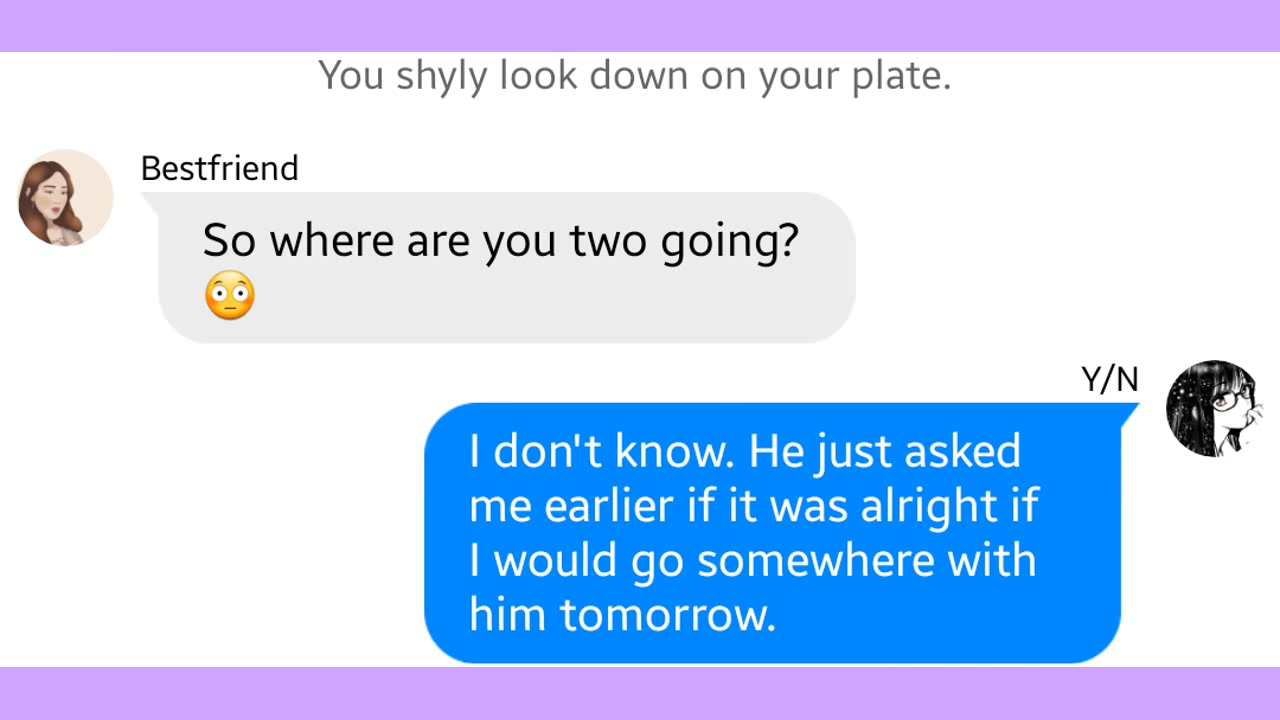 You shyly look down on your plate.
Bestfriend
So where are you two going?
😳
Y/N
I don't know. He just asked
me earlier if it was alright if
I would go somewhere with
him tomorrow.